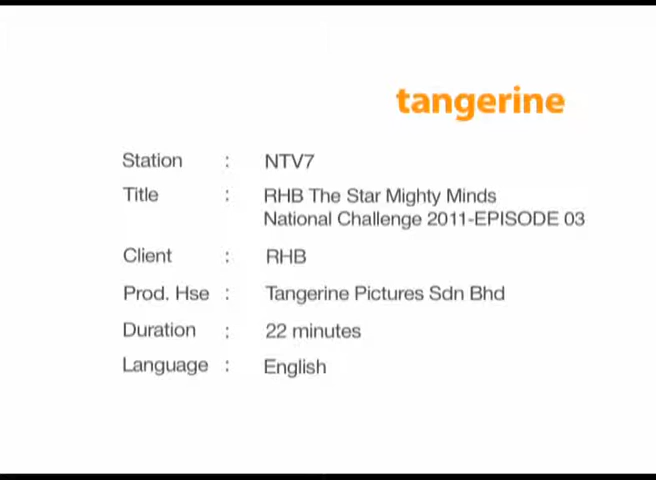 tangerine
Station : NTV7
Title : RHB The Star Mighty Minds
National Challenge 2011-EPISODE 03
Client : RHB
Prod. Hse : Tangerine Pictures Sdn Bhd
Duration : 22 minutes
Language : English